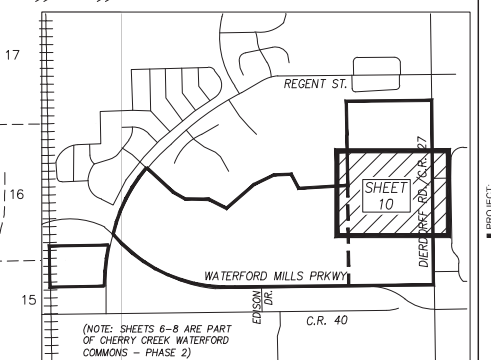 17
REGENT ST.
DIERDORFF RD./C.R. 27
16
SHEET
10
PROJECT:
WATERFORD MILLS PRKWY
EDISON
DR.
15
C.R. 40
(NOTE: SHEETS 6-8 ARE PART
OF CHERRY CREEK WATERFORD
COMMONS - PHASE 2)